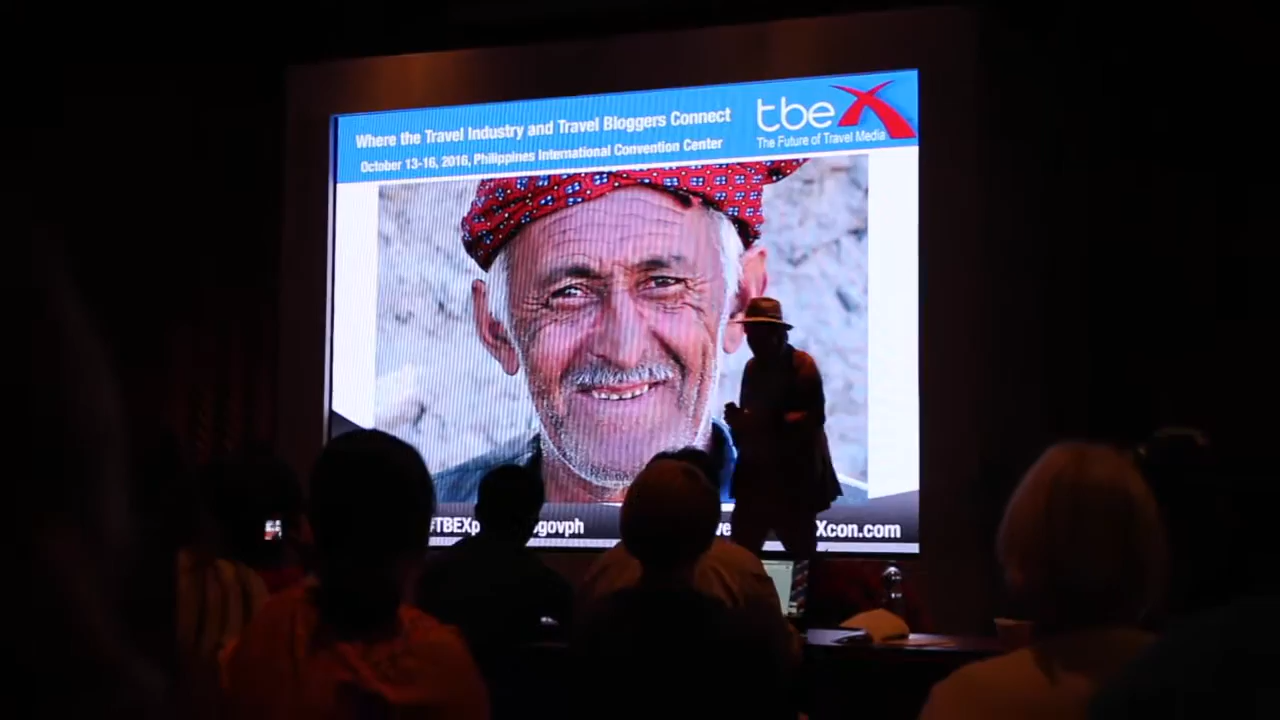 Where the Travel Industry and Travel Bloggers Connect
October 13-16, 2016, Philippines International Convention Center
tbeX
The Future of Travel Media
Xcon.com